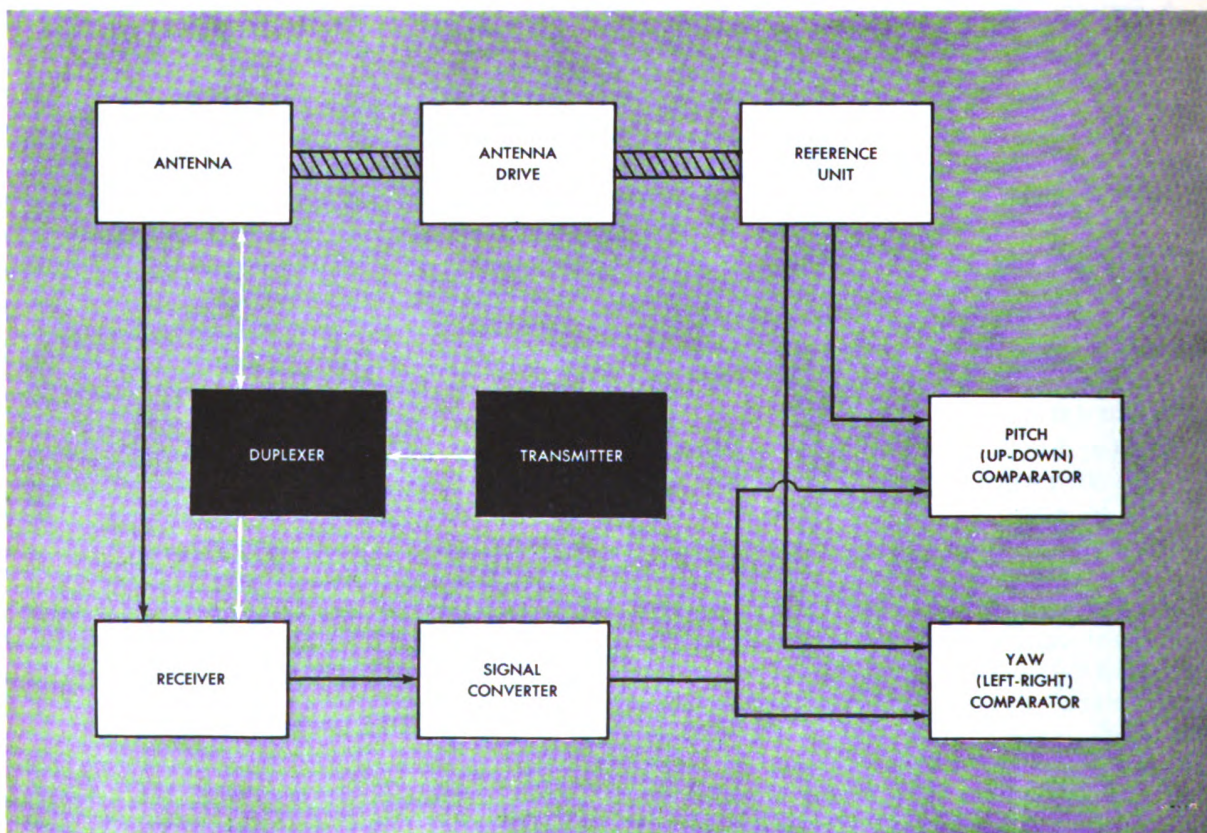 ANTENNA
ANTENNA
DRIVE
REFERENCE
UNIT
DUPLEXER
TRANSMITTER
PITCH
(UP-DOWN)
COMPARATOR
RECEIVER
SIGNAL
CONVERTER
YAW
(LEFT-RIGHT)
COMPARATOR